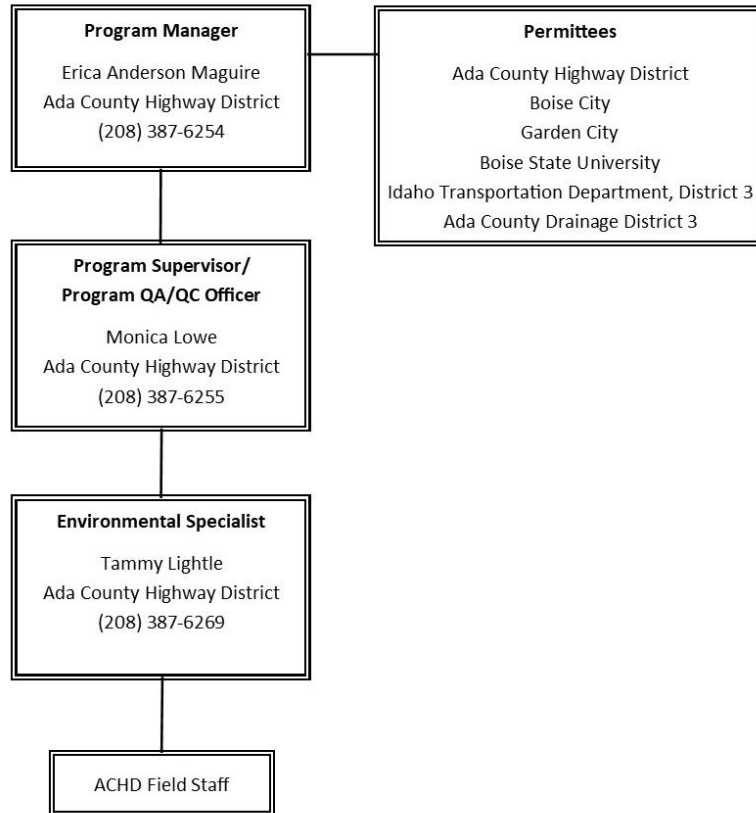 Program Manager
Erica Anderson Maguire
Ada County Highway District
(208) 387-6254
Permittees
Ada County Highway District
Boise City
Garden City
Boise State University
Idaho Transportation Department, District 3
Ada County Drainage District 3
Program Supervisor/
Program QA/QC Officer
Monica Lowe
Ada County Highway District
(208) 387-6255
Environmental Specialist
Tammy Lightle
Ada County Highway District
(208) 387-6269
ACHD Field Staff